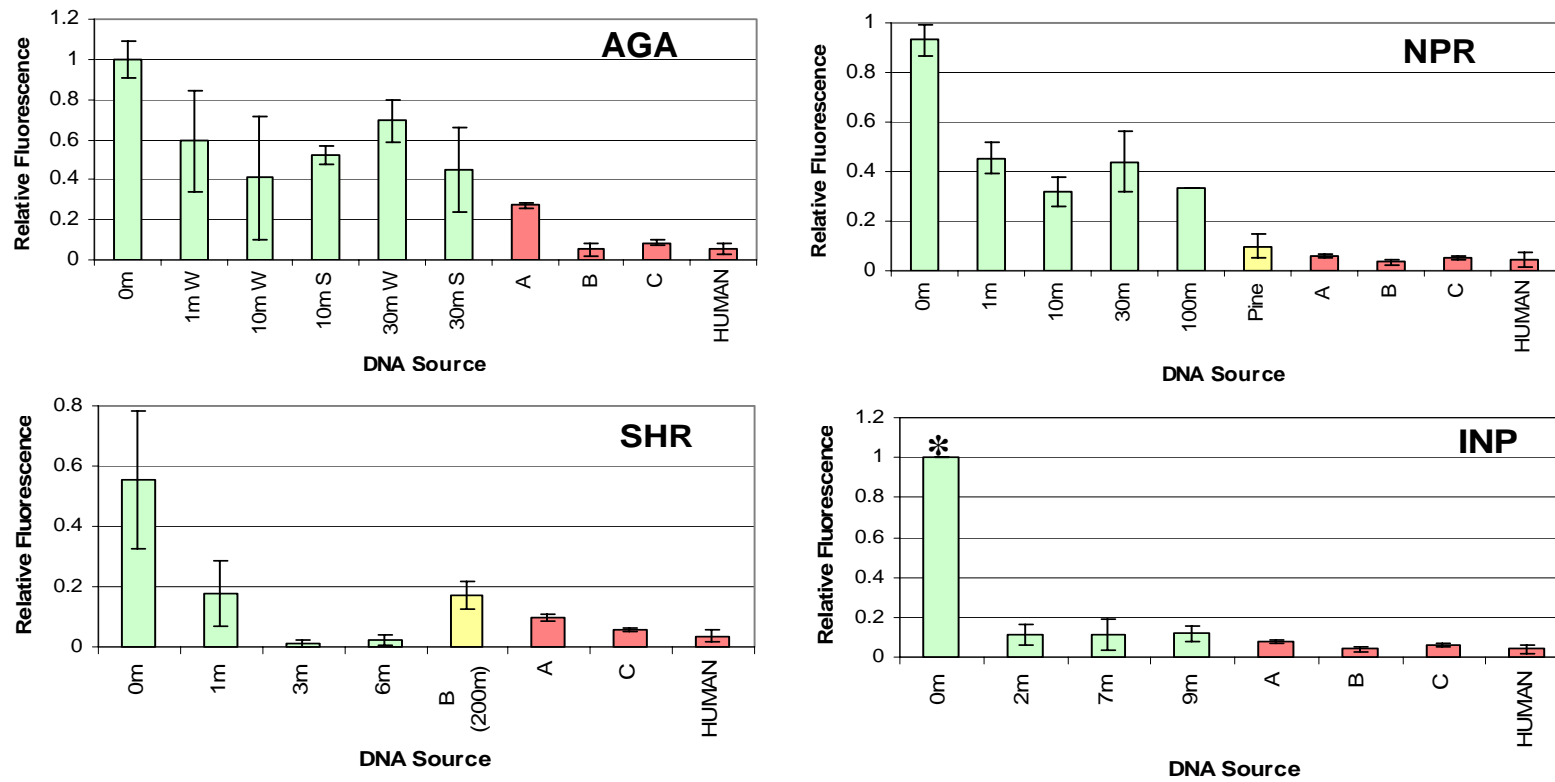 AGA
Relative Fluorescence
1.2
1
0.8
0.6
0.4
0.2
0
0m
1m W
10m W
10m S
30m W
30m S
A
B
C
HUMAN
DNA Source
NPR
Relative Fluorescence
1
0.8
0.6
0.4
0.2
0
0m
1m
10m
30m
100m
Pine
A
B
C
HUMAN
DNA Source
SHR
Relative Fluorescence
0.8
0.6
0.4
0.2
0
0m
1m
3m
6m
B
(200m)
A
C
HUMAN
DNA Source
INP
Relative Fluorescence
1.2
1
0.8
0.6
0.4
0.2
0
*
0m
2m
7m
9m
A
B
C
HUMAN
DNA Source